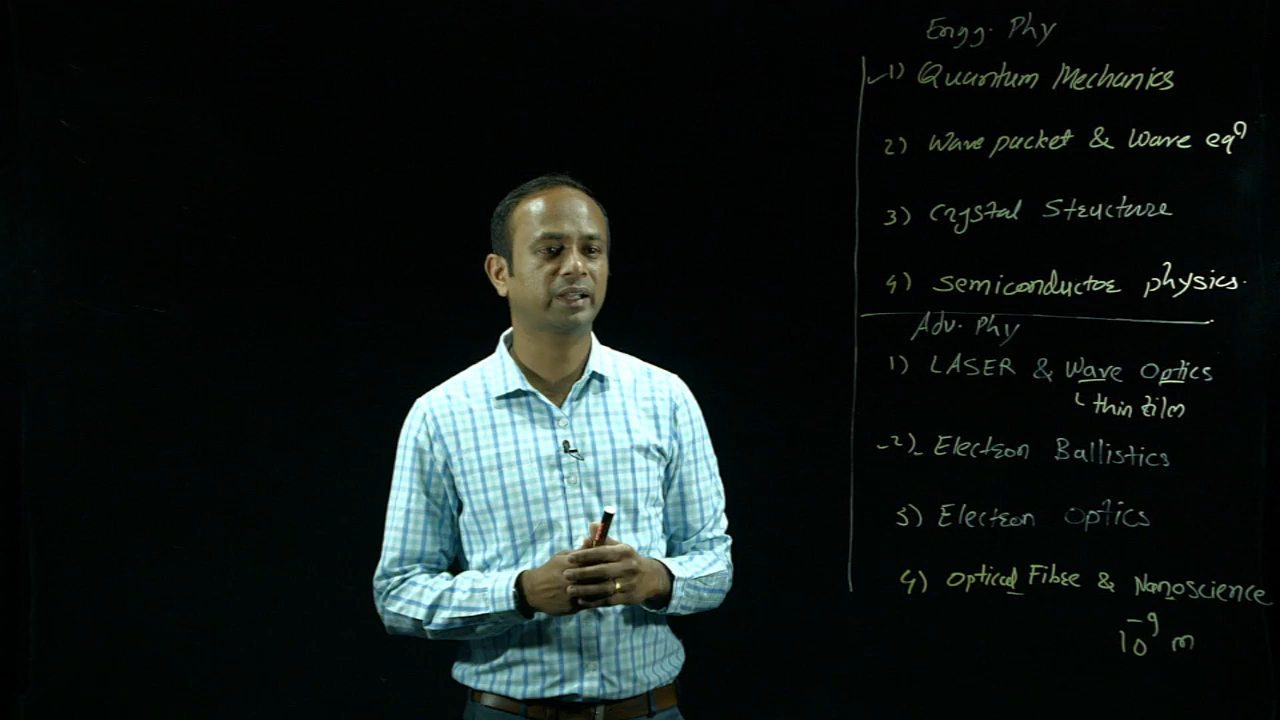 Engg. Phy
✓1) Quantum Mechanics
2) Wave packet & Wave eqⁿ
3) Crystal Structure
4) Semiconductor physics.
Adv. Phy
1) LASER & Wave Optics
thin film
2) Electron Ballistics
3) Electron Optics
4) Optical Fibre & Nanoscience
10⁻⁹ m